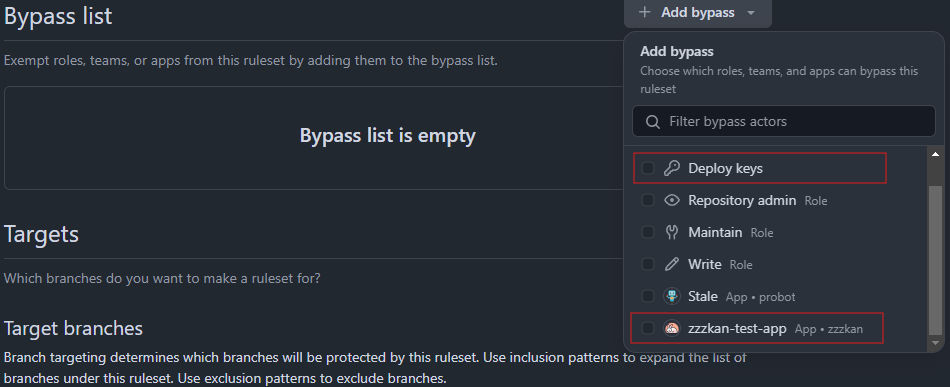 Bypass list
Add bypass
Exempt roles, teams, or apps from this ruleset by adding them to the bypass list.
Bypass list is empty
Add bypass
Choose which roles, teams, and apps can bypass this
ruleset
Filter bypass actors
Deploy keys
Repository admin Role
Maintain Role
Write Role
Stale App • probot
zzzkan-test-app App • zzzkan
Targets
Which branches do you want to make a ruleset for?
Target branches
Branch targeting determines which branches will be protected by this ruleset. Use inclusion patterns to expand the list of
branches under this ruleset. Use exclusion patterns to exclude branches.